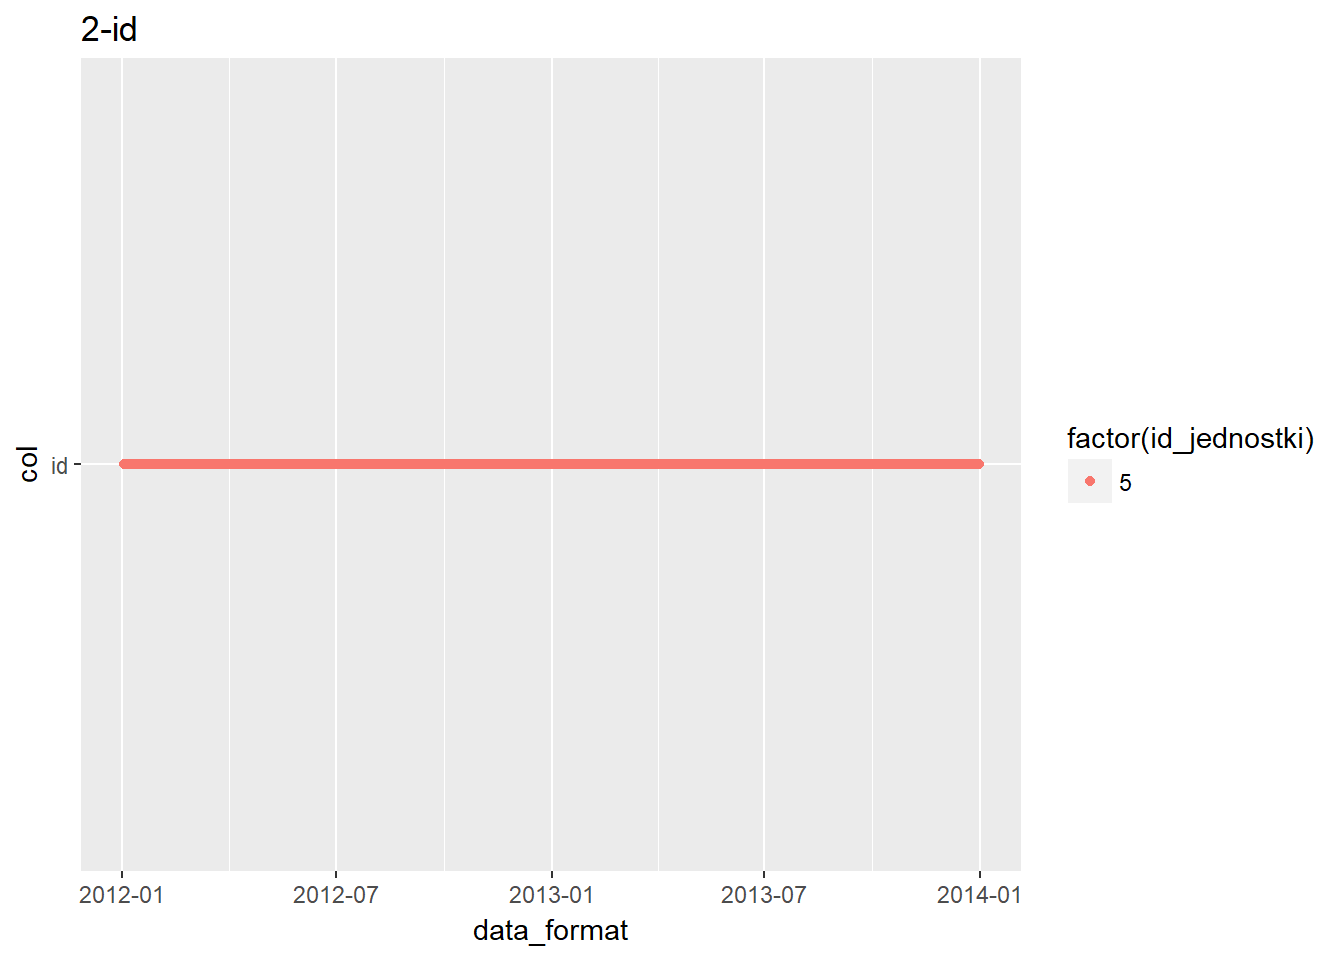 2-id
col
id
2012-01 2012-07 2013-01 2013-07 2014-01
data_format
factor(id_jednostki)
5